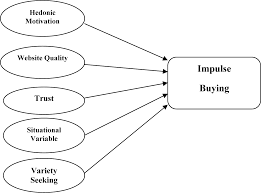 Hedonic
Motivation
Website Quality
Trust
Situational
Variable
Variety
Seeking
Impulse
Buying